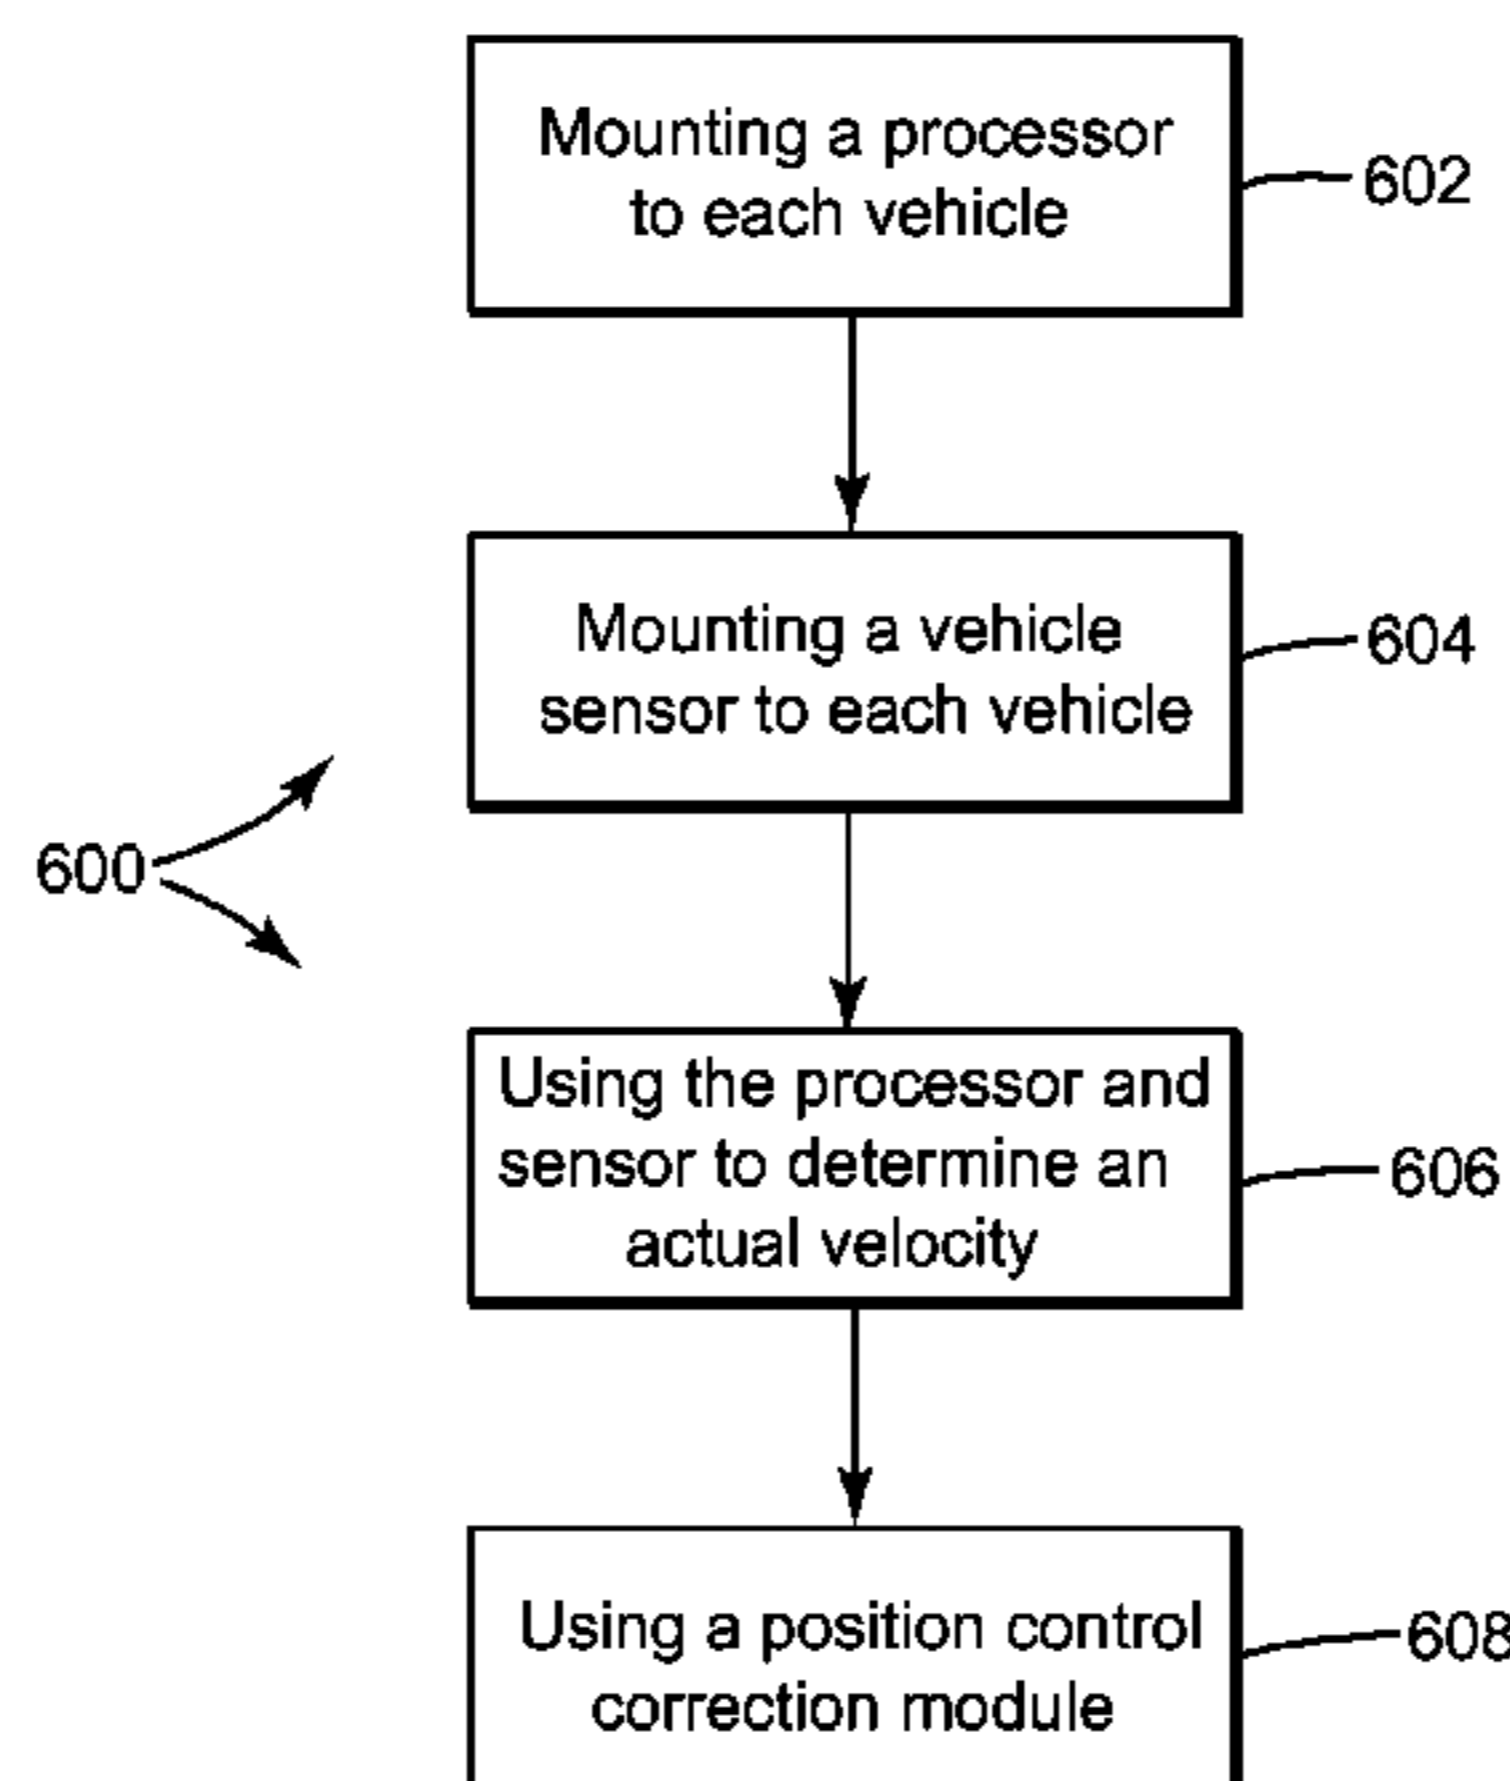 Mounting a processor
to each vehicle
602
Mounting a vehicle
sensor to each vehicle
604
600
Using the processor and
sensor to determine an
actual velocity
606
Using a position control
correction module
608